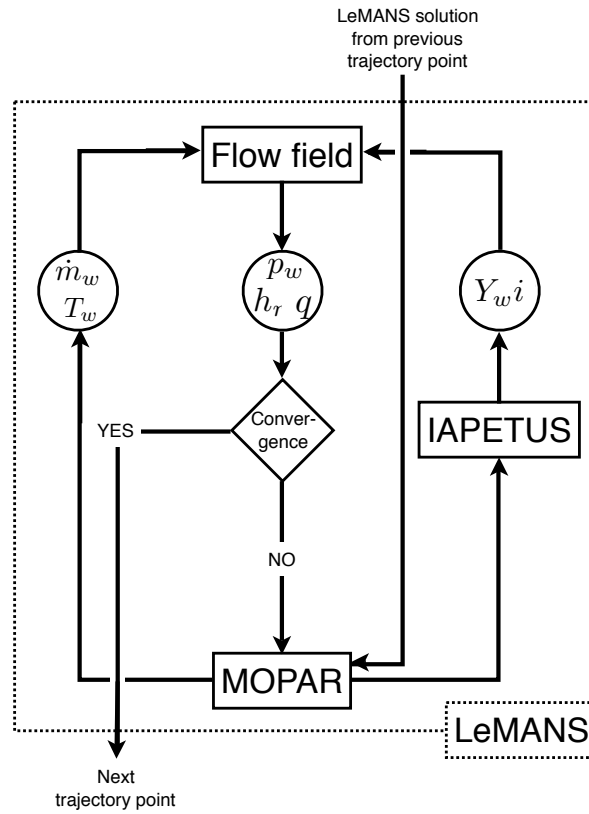 LeMANS solution
from previous
trajectory point
Flow field
ṁ_w
T_w
p_w
h_r q
Y_w i
Conver-
gence
YES
IAPETUS
NO
MOPAR
LeMANS
Next
trajectory point